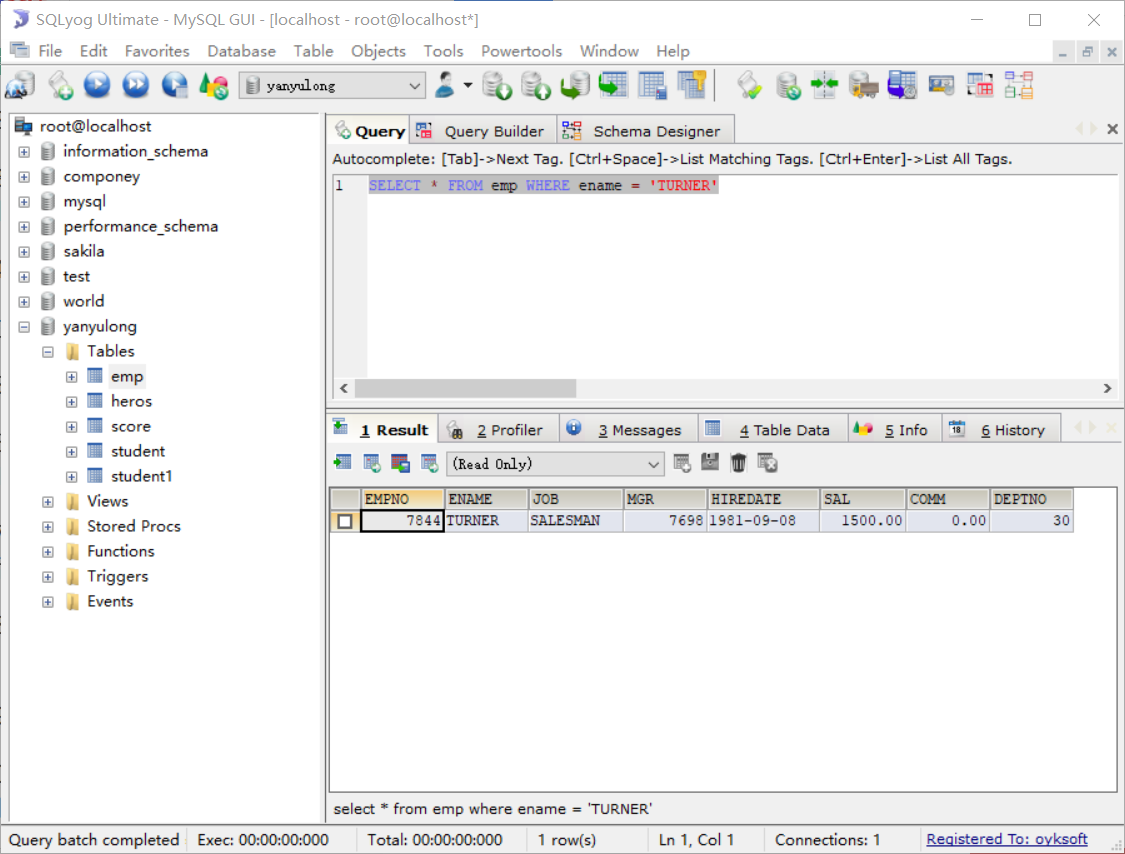 SQLyog Ultimate - MySQL GUI - [localhost - root@localhost*]
File Edit Favorites Database Table Objects Tools Powertools Window Help
yanyulong
root@localhost
information_schema
componey
mysql
performance_schema
sakila
test
world
yanyulong
Tables
emp
heros
score
student
student1
Views
Stored Procs
Functions
Triggers
Events
Query Query Builder Schema Designer
Autocomplete: [Tab]->Next Tag. [Ctrl+Space]->List Matching Tags. [Ctrl+Enter]->List All Tags.
1 SELECT * FROM emp WHERE ename = 'TURNER'
1 Result 2 Profiler 3 Messages 4 Table Data 5 Info 18 6 History
(Read Only)
EMPNO ENAME JOB MGR HIREDATE SAL COMM DEPTNO
7844 TURNER SALESMAN 7698 1981-09-08 1500.00 0.00 30
select * from emp where ename = 'TURNER'
Query batch completed Exec: 00:00:00:000 Total: 00:00:00:000 1 row(s) Ln 1, Col 1 Connections: 1 Registered To: oyksoft